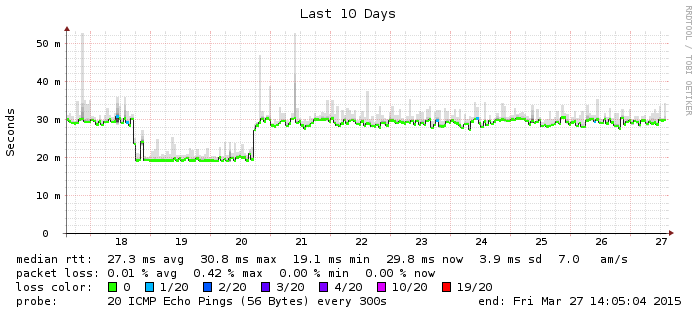 Last 10 Days
RRDTOOL / TOBI OETIKER
Seconds
50 m
40 m
30 m
20 m
10 m
0
18 19 20 21 22 23 24 25 26 27
median rtt: 27.3 ms avg 30.8 ms max 19.1 ms min 29.8 ms now 3.9 ms sd 7.0 am/s
packet loss: 0.01 % avg 0.42 % max 0.00 % min 0.00 % now
loss color: 0 1/20 2/20 3/20 4/20 10/20 19/20
probe: 20 ICMP Echo Pings (56 Bytes) every 300s end: Fri Mar 27 14:05:04 2015